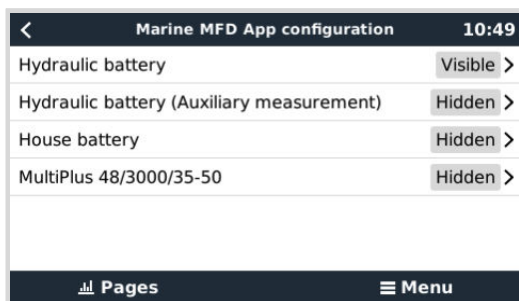 Marine MFD App configuration 10:49
Hydraulic battery Visible
Hydraulic battery (Auxiliary measurement) Hidden
House battery Hidden
MultiPlus 48/3000/35-50 Hidden
Pages Menu